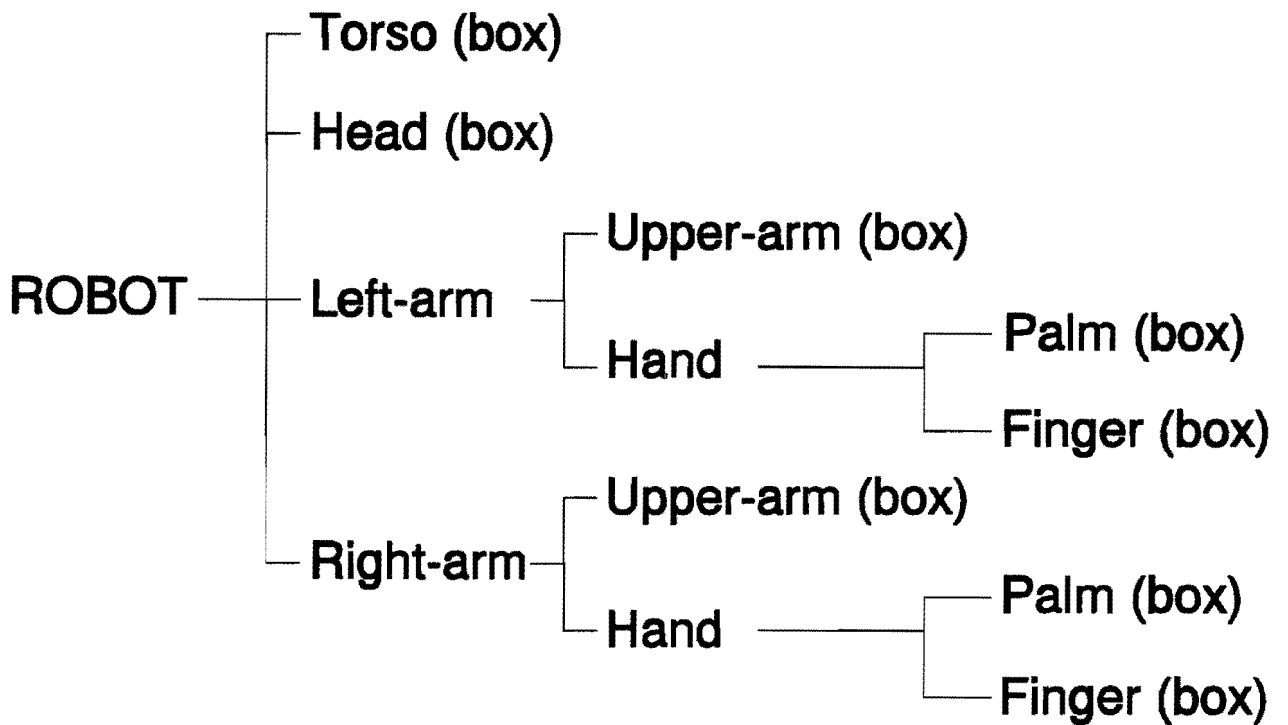 Torso (box)
Head (box)
Upper-arm (box)
ROBOT
Left-arm
Hand
Palm (box)
Finger (box)
Upper-arm (box)
Right-arm
Hand
Palm (box)
Finger (box)